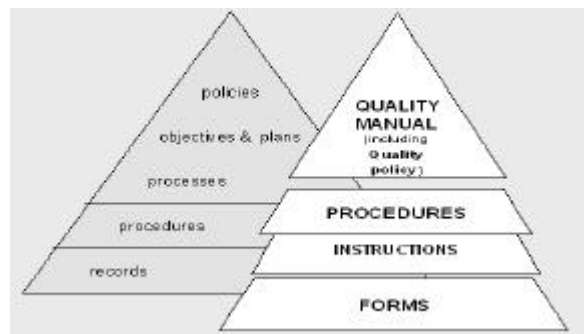 policies
objectives & plans
processes
procedures
records
QUALITY
MANUAL
(including
Quality
policy)
PROCEDURES
INSTRUCTIONS
FORMS